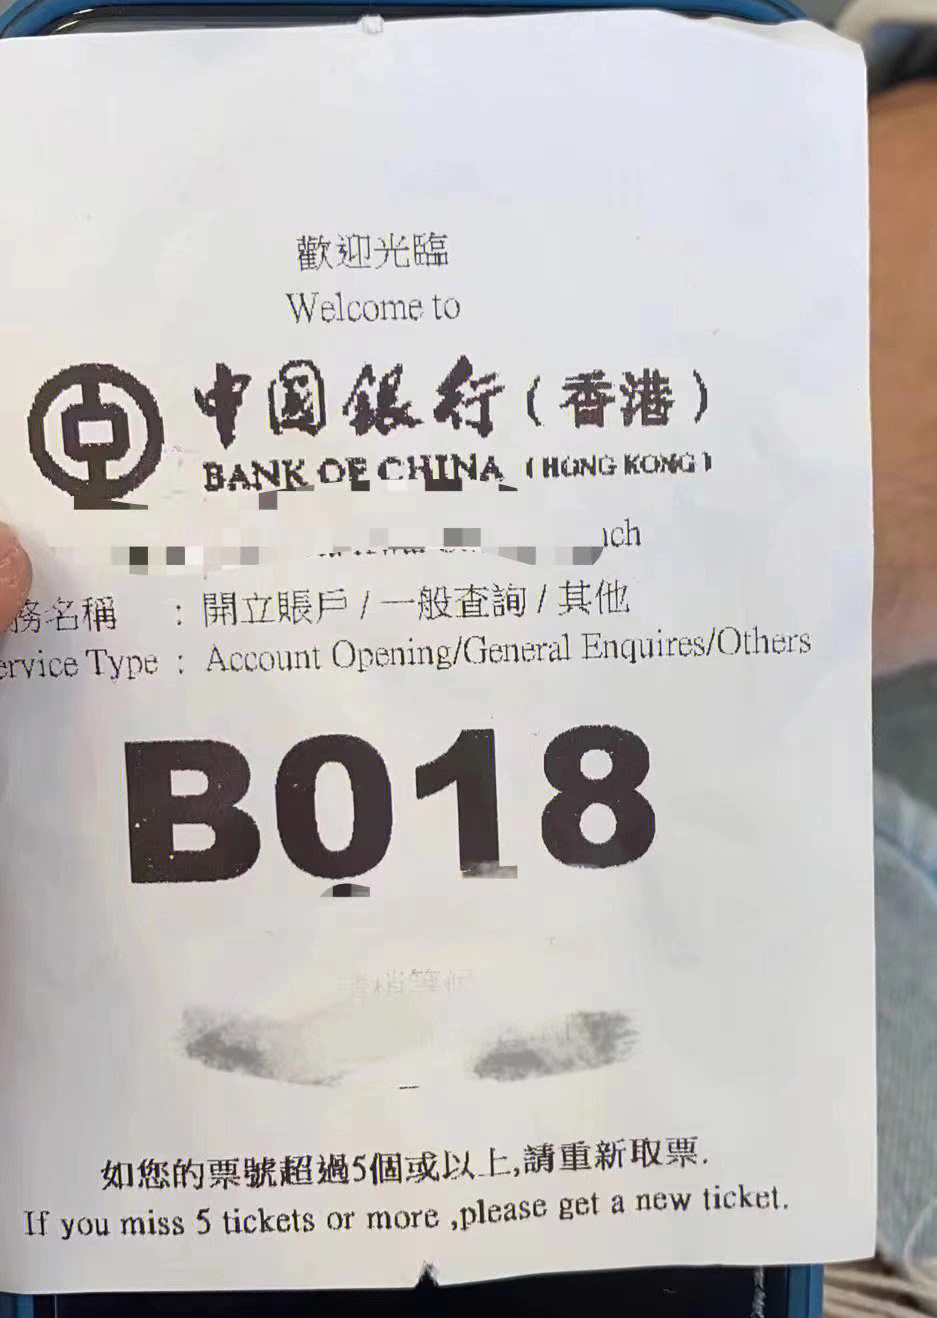 歡迎光臨
Welcome to
中国银行(香港)
BANK OF CHINA (HONG KONG)
務名稱 : 開立賬戶 / 一般查詢 / 其他
ervice Type : Account Opening/General Enquires/Others
B018
如您的票號超過5個或以上,請重新取票.
If you miss 5 tickets or more ,please get a new ticket.